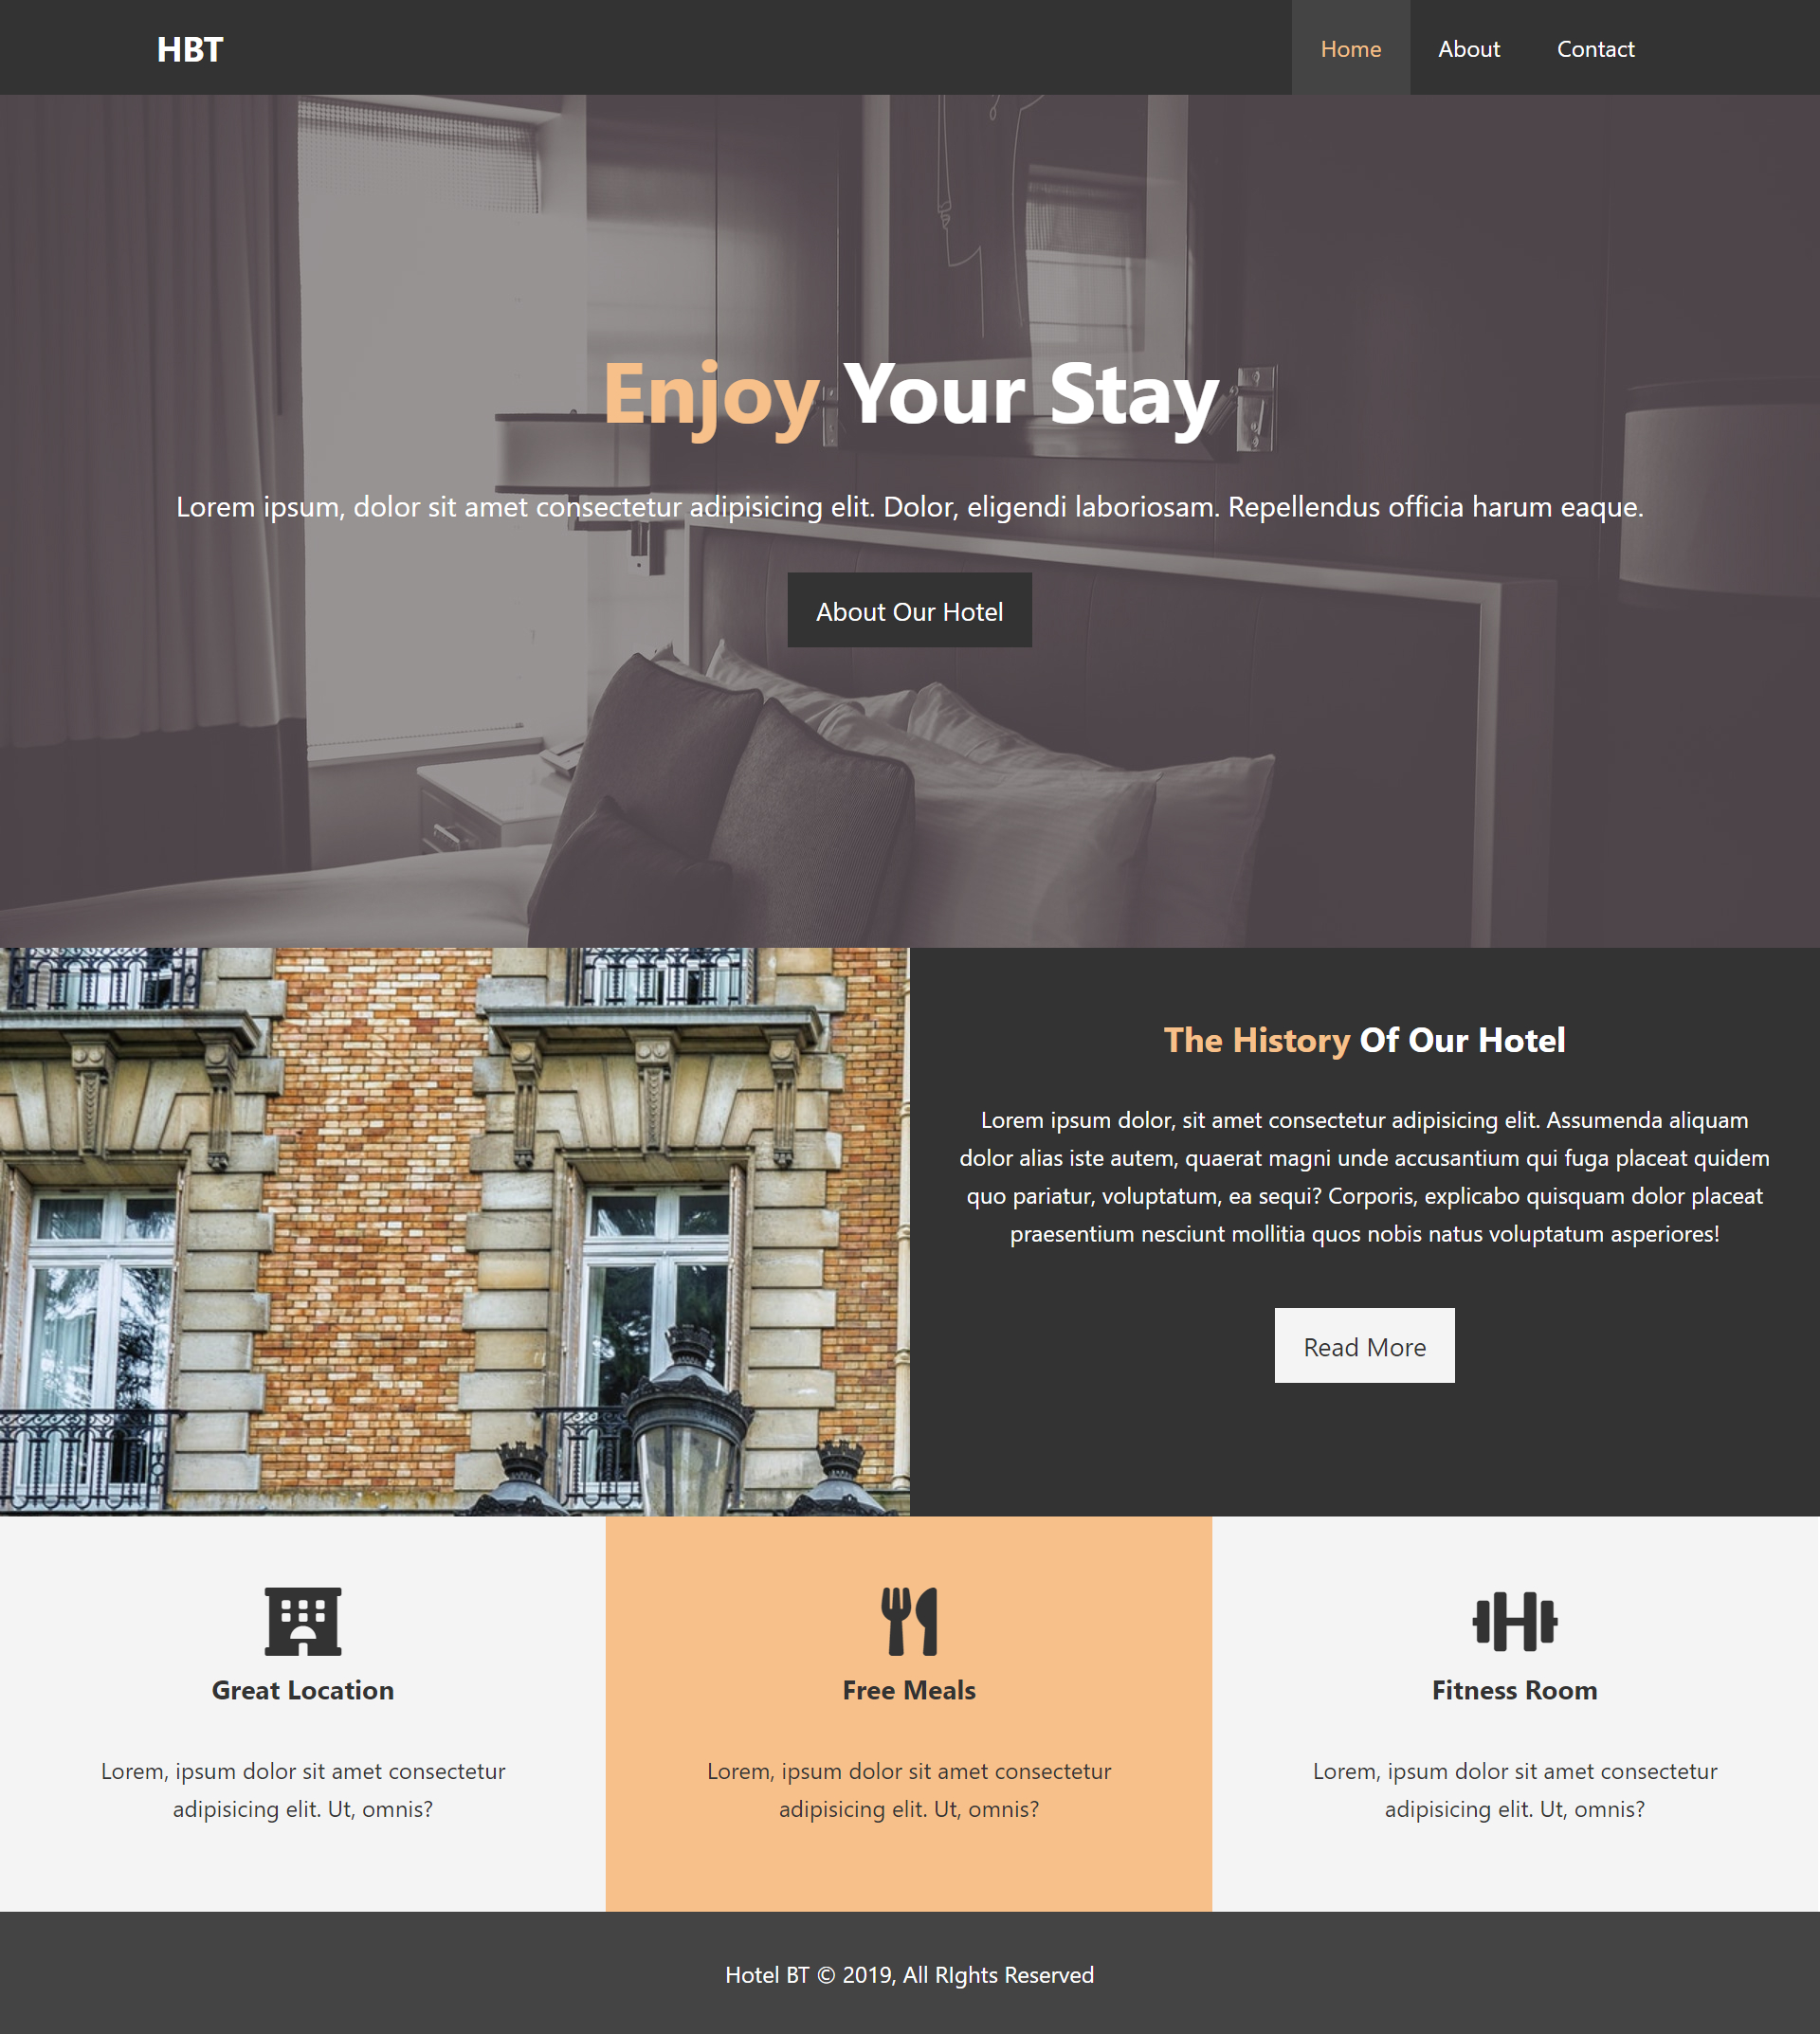 HBT
Home
About
Contact
Enjoy Your Stay
Lorem ipsum, dolor sit amet consectetur adipisicing elit. Dolor, eligendi laboriosam. Repellendus officia harum eaque.
About Our Hotel
The History Of Our Hotel
Lorem ipsum dolor, sit amet consectetur adipisicing elit. Assumenda aliquam
dolor alias iste autem, quaerat magni unde accusantium qui fuga placeat quidem
quo pariatur, voluptatum, ea sequi? Corporis, explicabo quisquam dolor placeat
praesentium nesciunt mollitia quos nobis natus voluptatum asperiores!
Read More
Great Location
Lorem, ipsum dolor sit amet consectetur
adipisicing elit. Ut, omnis?
Free Meals
Lorem, ipsum dolor sit amet consectetur
adipisicing elit. Ut, omnis?
Fitness Room
Lorem, ipsum dolor sit amet consectetur
adipisicing elit. Ut, omnis?
Hotel BT © 2019, All RIghts Reserved